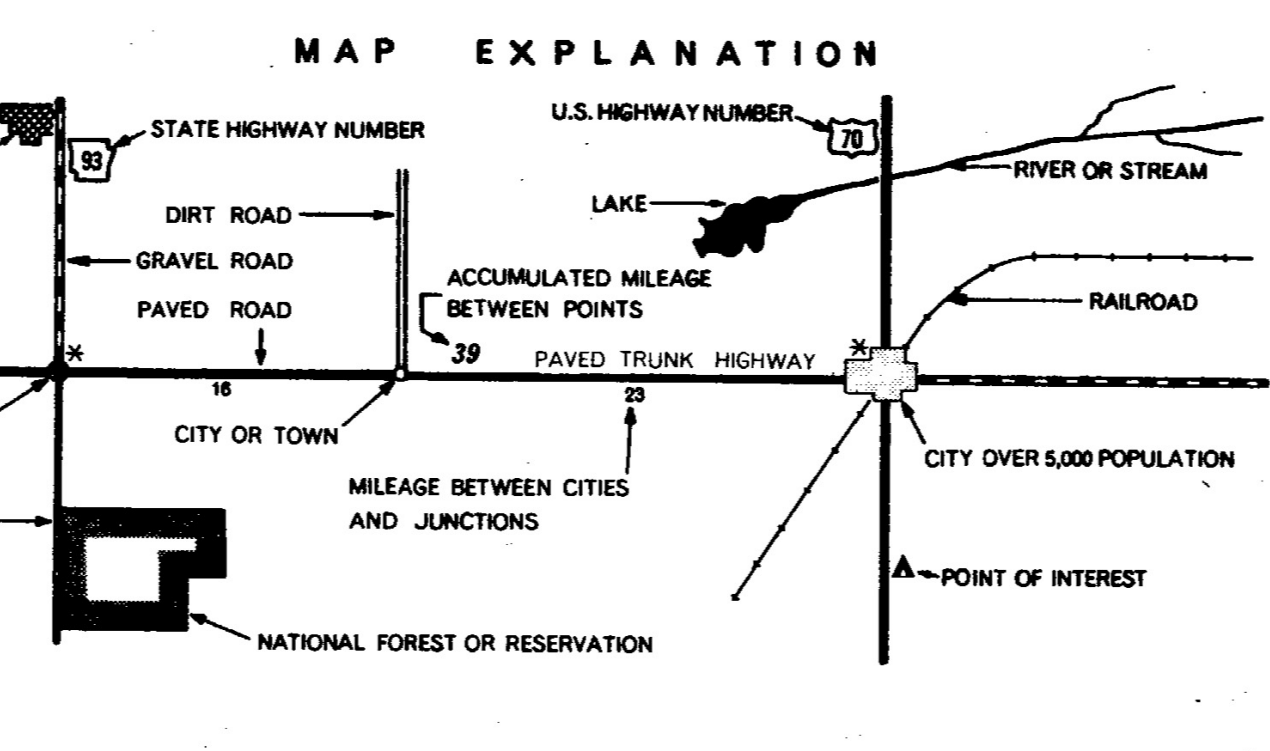 MAP EXPLANATION
STATE HIGHWAY NUMBER
93
U.S. HIGHWAY NUMBER
70
RIVER OR STREAM
LAKE
DIRT ROAD
GRAVEL ROAD
PAVED ROAD
ACCUMULATED MILEAGE
BETWEEN POINTS
39
RAILROAD
PAVED TRUNK HIGHWAY
16
23
CITY OR TOWN
CITY OVER 5,000 POPULATION
MILEAGE BETWEEN CITIES
AND JUNCTIONS
POINT OF INTEREST
NATIONAL FOREST OR RESERVATION